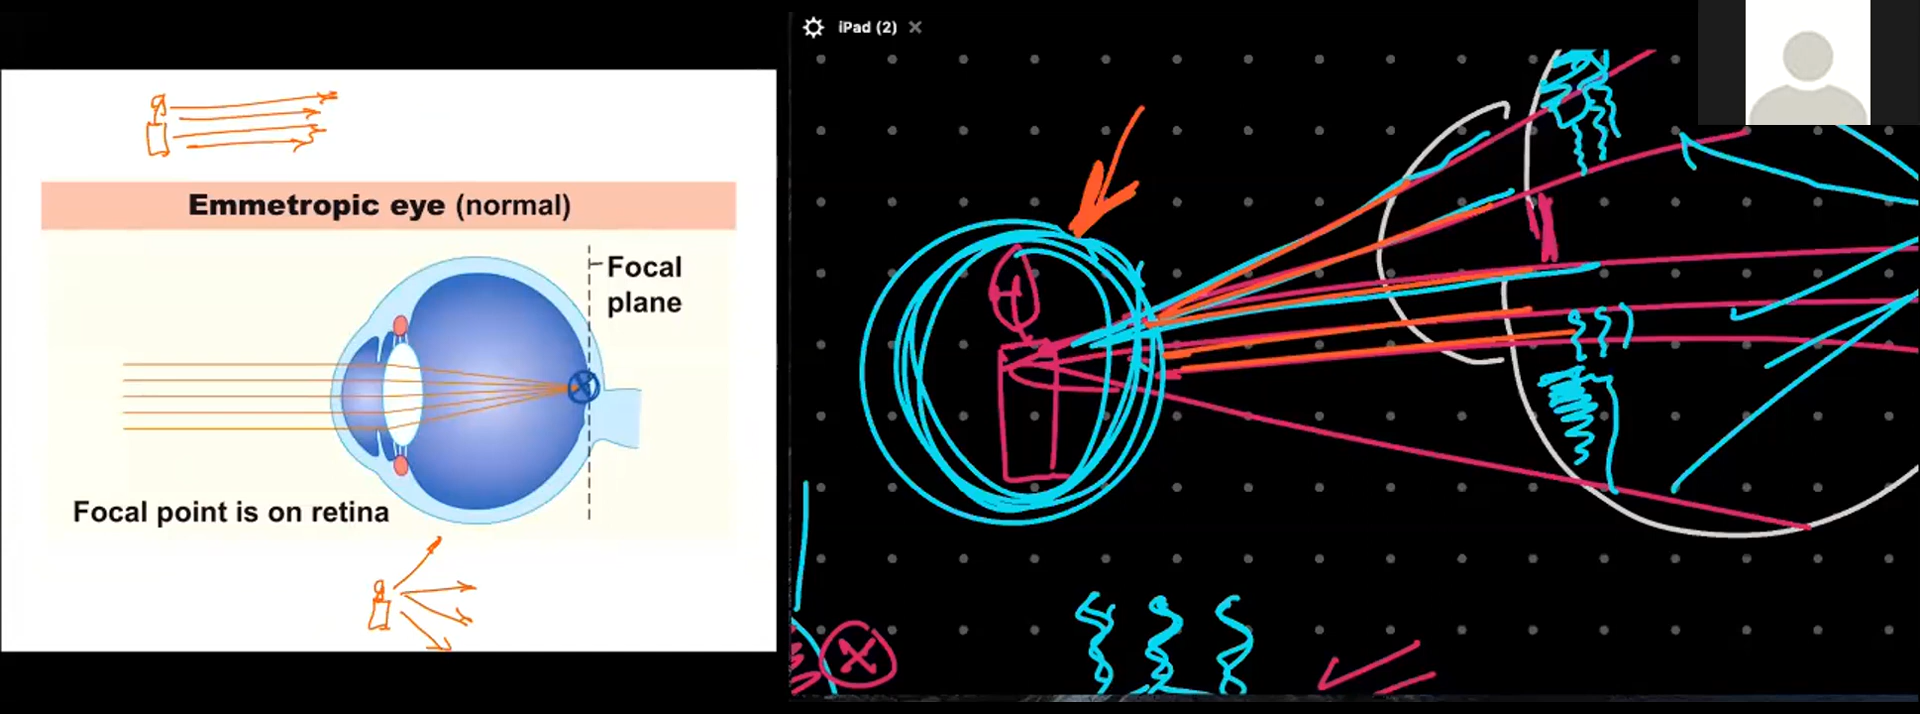 iPad (2)
Emmetropic eye (normal)
Focal
plane
Focal point is on retina